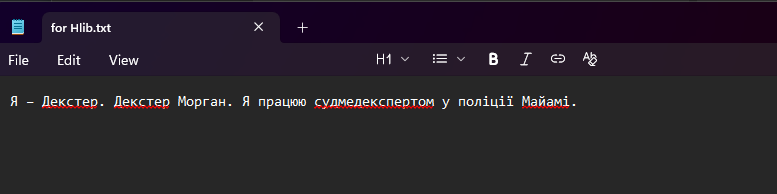 for Hlib.txt
File Edit View H1 B I
Я – Декстер. Декстер Морган. Я працюю судмедекспертом у поліції Майамі.